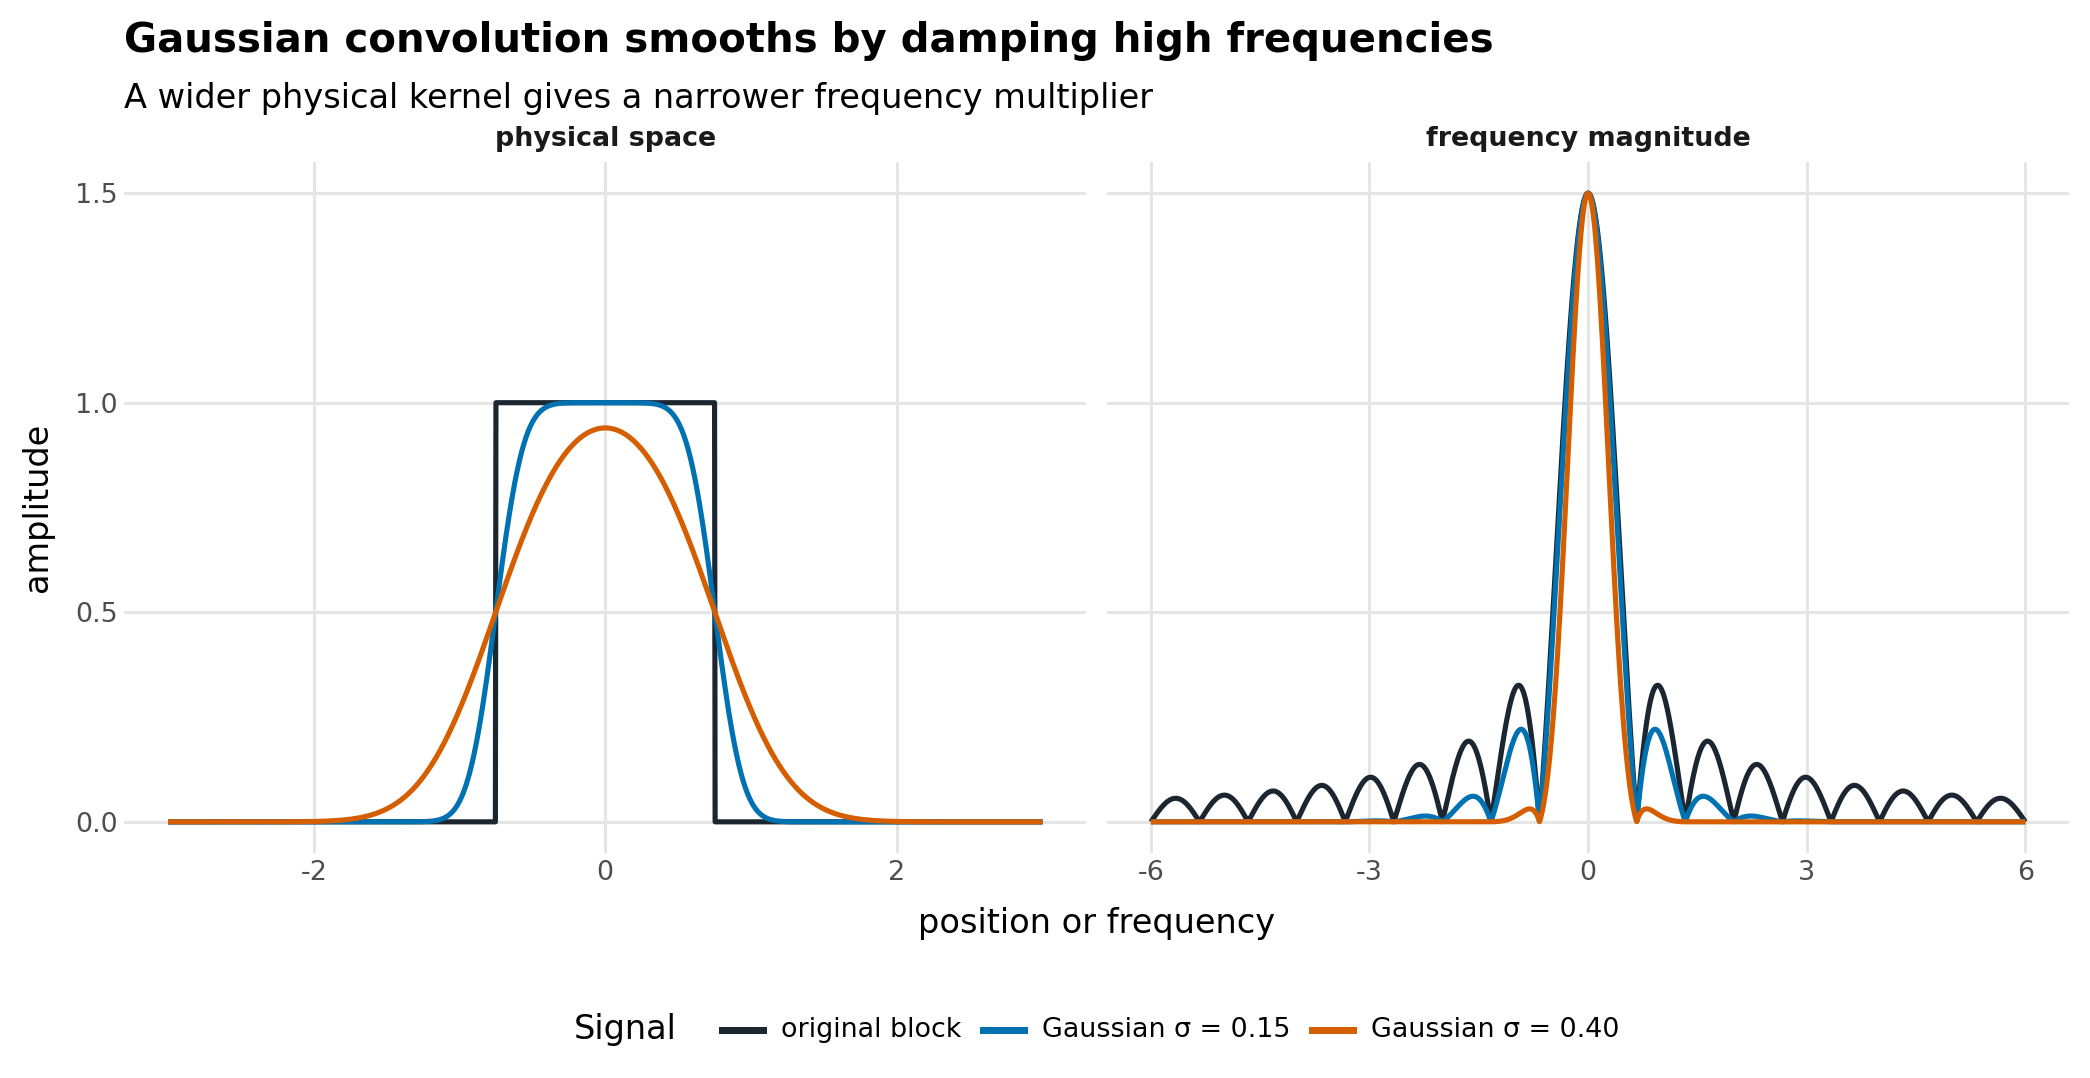 Gaussian convolution smooths by damping high frequencies
A wider physical kernel gives a narrower frequency multiplier
physical space
frequency magnitude
amplitude
1.5
1.0
0.5
0.0
-2 0 2
-6 -3 0 3 6
position or frequency
Signal original block Gaussian σ = 0.15 Gaussian σ = 0.40